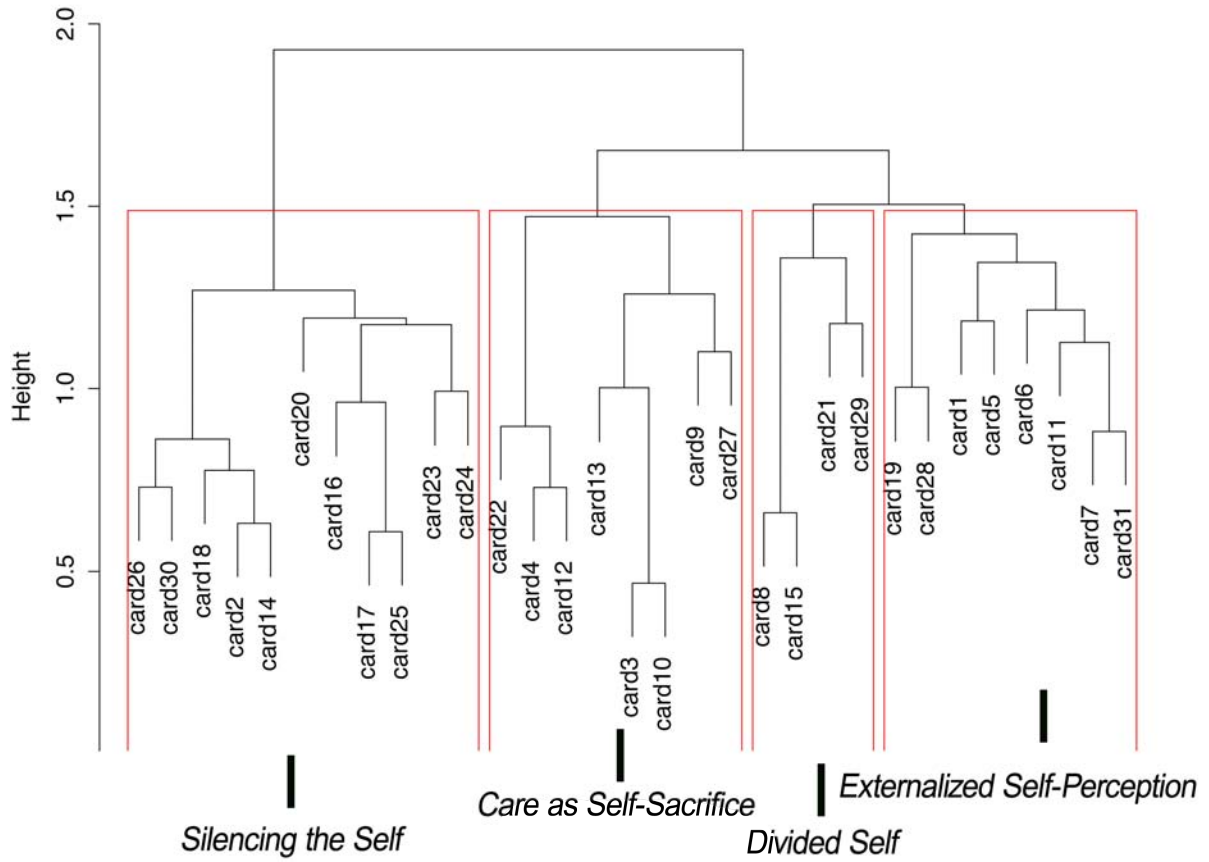 2.0
1.5
1.0
0.5
Height
card26
card30
card18
card2
card14
card20
card16
card17
card25
card23
card24
card22
card4
card12
card13
card3
card10
card9
card27
card8
card15
card21
card29
card19
card28
card1
card5
card6
card11
card7
card31
Silencing the Self
Care as Self-Sacrifice
Divided Self
Externalized Self-Perception